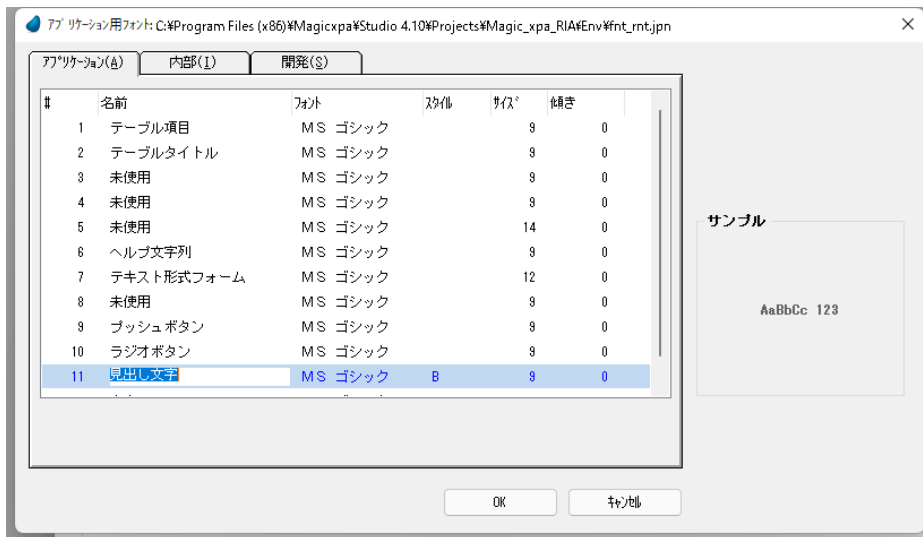 アプリケーション用フォント: C:¥Program Files (x86)¥Magicxpa¥Studio 4.10¥Projects¥Magic_xpa_RIA¥Env¥fnt_rnt.jpn
アプリケーション(A) 内部(I) 開発(S)
# 名前 フォント スタイル サイズ 傾き
1 テーブル項目 MS ゴシック 9 0
2 テーブルタイトル MS ゴシック 9 0
3 未使用 MS ゴシック 9 0
4 未使用 MS ゴシック 9 0
5 未使用 MS ゴシック 14 0
6 ヘルプ文字列 MS ゴシック 9 0
7 テキスト形式フォーム MS ゴシック 12 0
8 未使用 MS ゴシック 9 0
9 プッシュボタン MS ゴシック 9 0
10 ラジオボタン MS ゴシック 9 0
11 見出し文字 MS ゴシック B 9 0
サンプル
AaBbCc 123
OK キャンセル